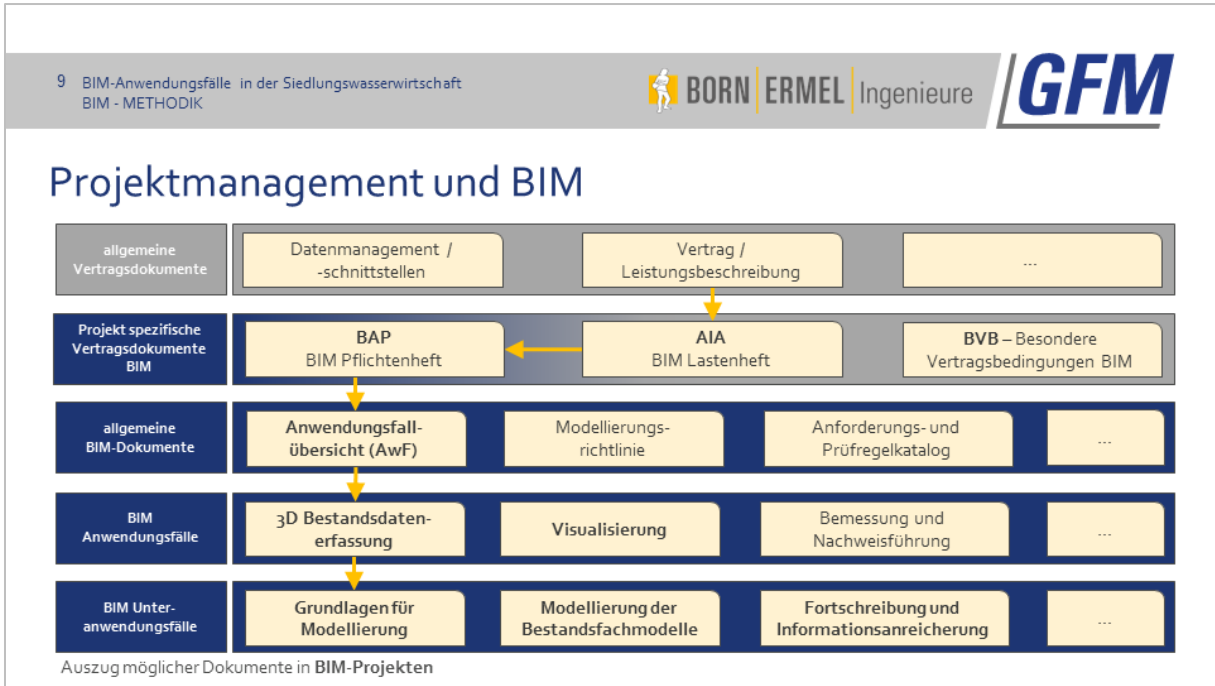 9 BIM-Anwendungsfälle in der Siedlungswasserwirtschaft
BIM - METHODIK
BORN ERMEL Ingenieure
GFM
Projektmanagement und BIM
allgemeine
Vertragsdokumente
Datenmanagement /
-schnittstellen
Vertrag /
Leistungsbeschreibung
...
Projekt spezifische
Vertragsdokumente
BIM
BAP
BIM Pflichtenheft
AIA
BIM Lastenheft
BVB – Besondere
Vertragsbedingungen BIM
allgemeine
BIM-Dokumente
Anwendungsfall-
übersicht (AwF)
Modellierungs-
richtlinie
Anforderungs- und
Prüfregelkatalog
...
BIM
Anwendungsfälle
3D Bestandsdaten-
erfassung
Visualisierung
Bemessung und
Nachweisführung
...
BIM Unter-
anwendungsfälle
Grundlagen für
Modellierung
Modellierung der
Bestandsfachmodelle
Fortschreibung und
Informationsanreicherung
...
Auszug möglicher Dokumente in BIM-Projekten